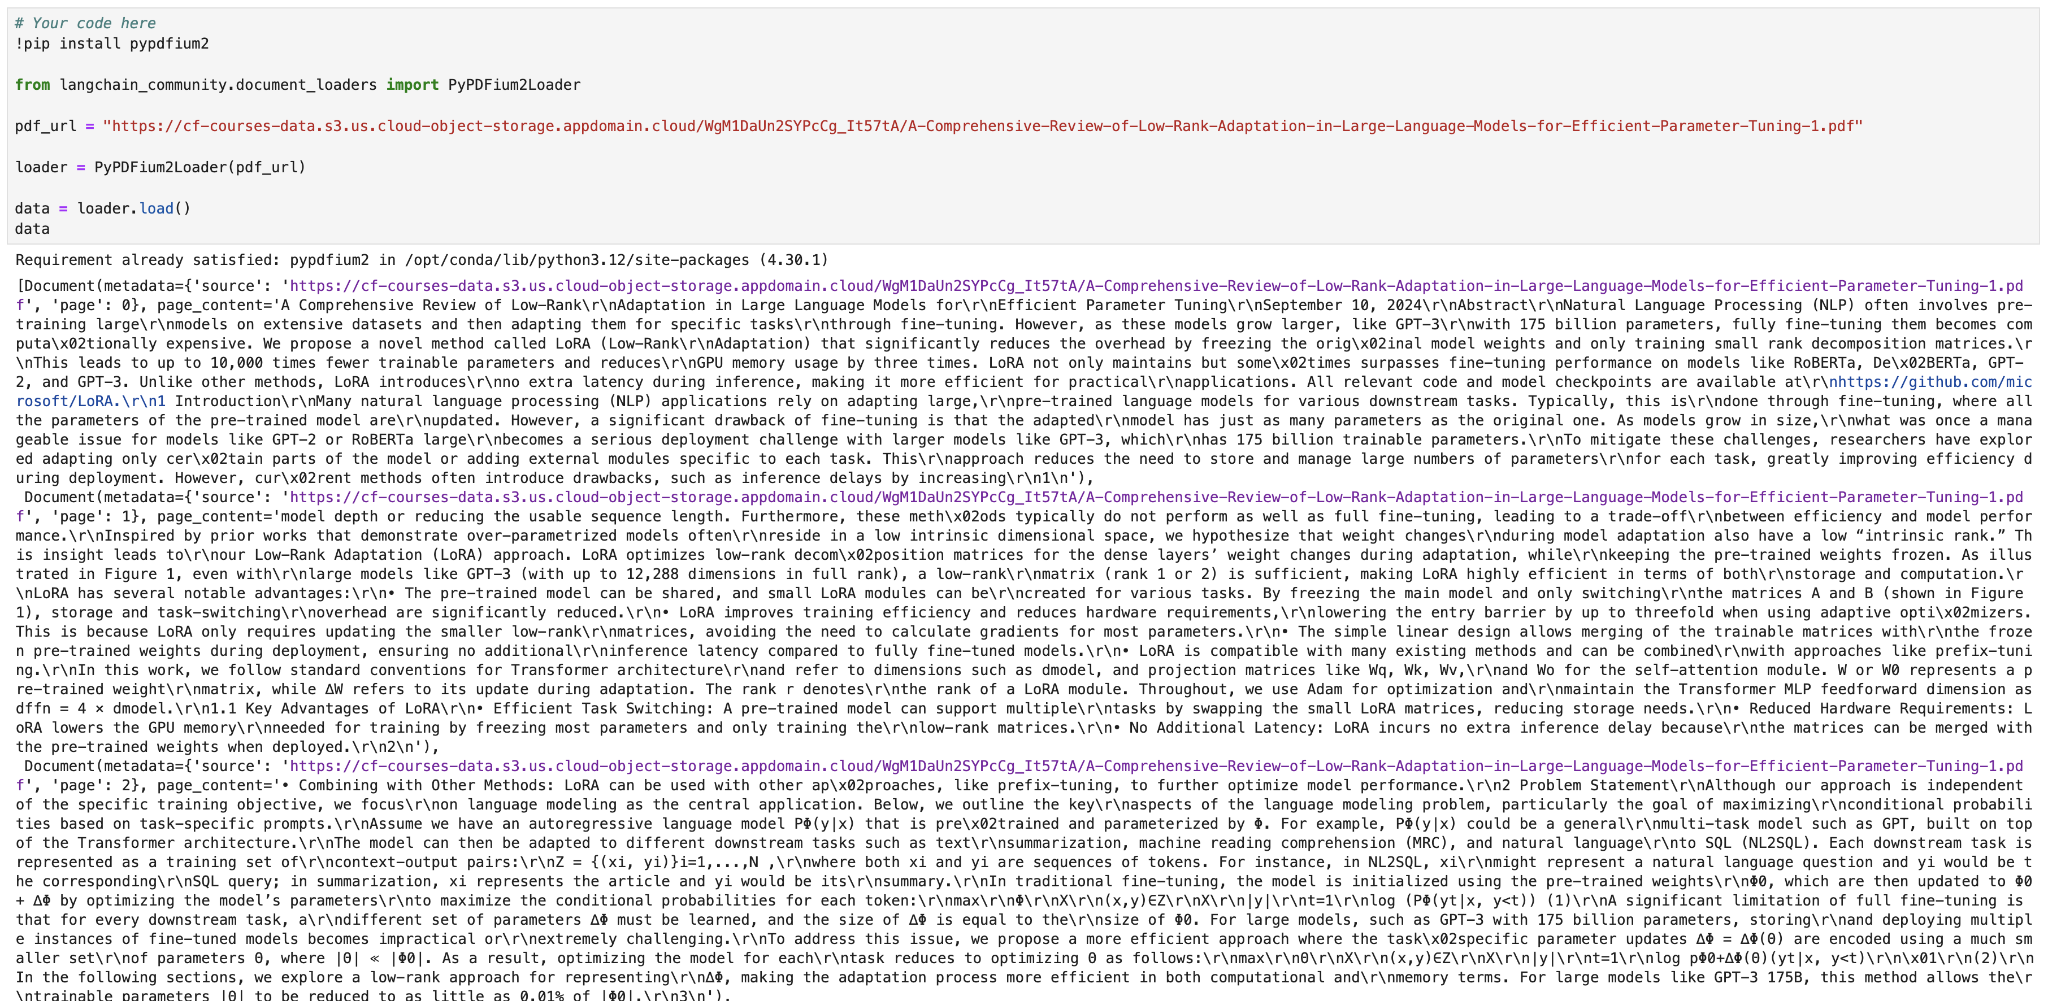 # Your code here
!pip install pypdfium2
from langchain_community.document_loaders import PyPDFium2Loader
pdf_url = "https://cf-courses-data.s3.us.cloud-object-storage.appdomain.cloud/WgM1DaUn2SYPcCg_It57tA/A-Comprehensive-Review-of-Low-Rank-Adaptation-in-Large-Language-Models-for-Efficient-Parameter-Tuning-1.pdf"
loader = PyPDFium2Loader(pdf_url)
data = loader.load()
data
Requirement already satisfied: pypdfium2 in /opt/conda/lib/python3.12/site-packages (4.30.1)
[Document(metadata={'source': 'https://cf-courses-data.s3.us.cloud-object-storage.appdomain.cloud/WgM1DaUn2SYPcCg_It57tA/A-Comprehensive-Review-of-Low-Rank-Adaptation-in-Large-Language-Models-for-Efficient-Parameter-Tuning-1.pd
f', 'page': 0}, page_content='A Comprehensive Review of Low-Rank\r\nAdaptation in Large Language Models for\r\nEfficient Parameter Tuning\r\nSeptember 10, 2024\r\nAbstract\r\nNatural Language Processing (NLP) often involves pre-
training large\r\nmodels on extensive datasets and then adapting them for specific tasks\r\nthrough fine-tuning. However, as these models grow larger, like GPT-3\r\nwith 175 billion parameters, fully fine-tuning them becomes com
puta\x02tionally expensive. We propose a novel method called LoRA (Low-Rank\r\nAdaptation) that significantly reduces the overhead by freezing the orig\x02inal model weights and only training small rank decomposition matrices.\r
\nThis leads to up to 10,000 times fewer trainable parameters and reduces\r\nGPU memory usage by three times. LoRA not only maintains but some\x02times surpasses fine-tuning performance on models like RoBERTa, De\x02BERTa, GPT-
2, and GPT-3. Unlike other methods, LoRA introduces\r\nno extra latency during inference, making it more efficient for practical\r\napplications. All relevant code and model checkpoints are available at\r\nhttps://github.com/mic
rosoft/LoRA.\r\n1 Introduction\r\nMany natural language processing (NLP) applications rely on adapting large,\r\npre-trained language models for various downstream tasks. Typically, this is\r\ndone through fine-tuning, where all
the parameters of the pre-trained model are\r\nupdated. However, a significant drawback of fine-tuning is that the adapted\r\nmodel has just as many parameters as the original one. As models grow in size,\r\nwhat was once a mana
geable issue for models like GPT-2 or RoBERTa large\r\nbecomes a serious deployment challenge with larger models like GPT-3, which\r\nhas 175 billion trainable parameters.\r\nTo mitigate these challenges, researchers have explor
ed adapting only cer\x02tain parts of the model or adding external modules specific to each task. This\r\napproach reduces the need to store and manage large numbers of parameters\r\nfor each task, greatly improving efficiency d
uring deployment. However, cur\x02rent methods often introduce drawbacks, such as inference delays by increasing\r\n1\n'),
Document(metadata={'source': 'https://cf-courses-data.s3.us.cloud-object-storage.appdomain.cloud/WgM1DaUn2SYPcCg_It57tA/A-Comprehensive-Review-of-Low-Rank-Adaptation-in-Large-Language-Models-for-Efficient-Parameter-Tuning-1.pd
f', 'page': 1}, page_content='model depth or reducing the usable sequence length. Furthermore, these meth\x02ods typically do not perform as well as full fine-tuning, leading to a trade-off\r\nbetween efficiency and model perfor
mance.\r\nInspired by prior works that demonstrate over-parametrized models often\r\nreside in a low intrinsic dimensional space, we hypothesize that weight changes\r\nduring model adaptation also have a low “intrinsic rank.” Th
is insight leads to\r\nour Low-Rank Adaptation (LoRA) approach. LoRA optimizes low-rank decom\x02position matrices for the dense layers’ weight changes during adaptation, while\r\nkeeping the pre-trained weights frozen. As illus
trated in Figure 1, even with\r\nlarge models like GPT-3 (with up to 12,288 dimensions in full rank), a low-rank\r\nmatrix (rank 1 or 2) is sufficient, making LoRA highly efficient in terms of both\r\nstorage and computation.\r
\nLoRA has several notable advantages:\r\n• The pre-trained model can be shared, and small LoRA modules can be\r\ncreated for various tasks. By freezing the main model and only switching\r\nthe matrices A and B (shown in Figure
1), storage and task-switching\r\noverhead are significantly reduced.\r\n• LoRA improves training efficiency and reduces hardware requirements,\r\nlowering the entry barrier by up to threefold when using adaptive opti\x02mizers.
This is because LoRA only requires updating the smaller low-rank\r\nmatrices, avoiding the need to calculate gradients for most parameters.\r\n• The simple linear design allows merging of the trainable matrices with\r\nthe froze
n pre-trained weights during deployment, ensuring no additional\r\ninference latency compared to fully fine-tuned models.\r\n• LoRA is compatible with many existing methods and can be combined\r\nwith approaches like prefix-tuni
ng.\r\nIn this work, we follow standard conventions for Transformer architecture\r\nand refer to dimensions such as dmodel, and projection matrices like Wq, Wk, Wv,\r\nand Wo for the self-attention module. W or W0 represents a p
re-trained weight\r\nmatrix, while ∆W refers to its update during adaptation. The rank r denotes\r\nthe rank of a LoRA module. Throughout, we use Adam for optimization and\r\nmaintain the Transformer MLP feedforward dimension as
dffn = 4 × dmodel.\r\n1.1 Key Advantages of LoRA\r\n• Efficient Task Switching: A pre-trained model can support multiple\r\ntasks by swapping the small LoRA matrices, reducing storage needs.\r\n• Reduced Hardware Requirements: L
oRA lowers the GPU memory\r\nneeded for training by freezing most parameters and only training the\r\nlow-rank matrices.\r\n• No Additional Latency: LoRA incurs no extra inference delay because\r\nthe matrices can be merged with
the pre-trained weights when deployed.\r\n2\n'),
Document(metadata={'source': 'https://cf-courses-data.s3.us.cloud-object-storage.appdomain.cloud/WgM1DaUn2SYPcCg_It57tA/A-Comprehensive-Review-of-Low-Rank-Adaptation-in-Large-Language-Models-for-Efficient-Parameter-Tuning-1.pd
f', 'page': 2}, page_content='• Combining with Other Methods: LoRA can be used with other ap\x02proaches, like prefix-tuning, to further optimize model performance.\r\n2 Problem Statement\r\nAlthough our approach is independent
of the specific training objective, we focus\r\non language modeling as the central application. Below, we outline the key\r\naspects of the language modeling problem, particularly the goal of maximizing\r\nconditional probabili
ties based on task-specific prompts.\r\nAssume we have an autoregressive language model PΦ(y|x) that is pre\x02trained and parameterized by Φ. For example, PΦ(y|x) could be a general\r\nmulti-task model such as GPT, built on top
of the Transformer architecture.\r\nThe model can then be adapted to different downstream tasks such as text\r\nsummarization, machine reading comprehension (MRC), and natural language\r\nto SQL (NL2SQL). Each downstream task is
represented as a training set of\r\ncontext-output pairs:\r\nZ = {(xi, yi)}i=1,...,N ,\r\nwhere both xi and yi are sequences of tokens. For instance, in NL2SQL, xi\r\nmight represent a natural language question and yi would be t
he corresponding\r\nSQL query; in summarization, xi represents the article and yi would be its\r\nsummary.\r\nIn traditional fine-tuning, the model is initialized using the pre-trained weights\r\nΦ0, which are then updated to Φ0
+ ∆Φ by optimizing the model’s parameters\r\nto maximize the conditional probabilities for each token:\r\nmax\r\nΦ\r\nX\r\n(x,y)∈Z\r\nX\r\n|y|\r\nt=1\r\nlog (PΦ(yt|x, y<t)) (1)\r\nA significant limitation of full fine-tuning is
that for every downstream task, a\r\ndifferent set of parameters ∆Φ must be learned, and the size of ∆Φ is equal to the\r\nsize of Φ0. For large models, such as GPT-3 with 175 billion parameters, storing\r\nand deploying multipl
e instances of fine-tuned models becomes impractical or\r\nextremely challenging.\r\nTo address this issue, we propose a more efficient approach where the task\x02specific parameter updates ∆Φ = ∆Φ(θ) are encoded using a much sm
aller set\r\nof parameters θ, where |θ| ≪ |Φ0|. As a result, optimizing the model for each\r\ntask reduces to optimizing θ as follows:\r\nmax\r\nθ\r\nX\r\n(x,y)∈Z\r\nX\r\n|y|\r\nt=1\r\nlog pΦ0+∆Φ(θ)(yt|x, y<t)\r\n\x01\r\n(2)\r\n
In the following sections, we explore a low-rank approach for representing\r\n∆Φ, making the adaptation process more efficient in both computational and\r\nmemory terms. For large models like GPT-3 175B, this method allows the\r
\ntrainable parameters |θ| to be reduced to as little as 0.01% of |Φ0|.\r\n3\n'),